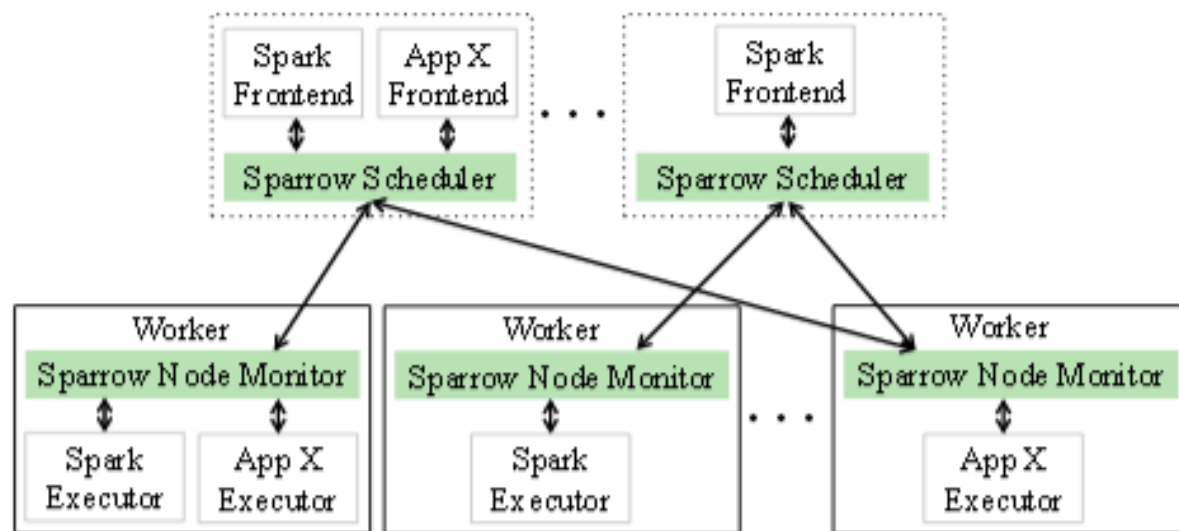 Spark
Frontend
App X
Frontend
Sparrow Scheduler
. . .
Spark
Frontend
Sparrow Scheduler
Worker
Sparrow Node Monitor
Spark
Executor
App X
Executor
Worker
Sparrow Node Monitor
Spark
Executor
. . .
Worker
Sparrow Node Monitor
App X
Executor